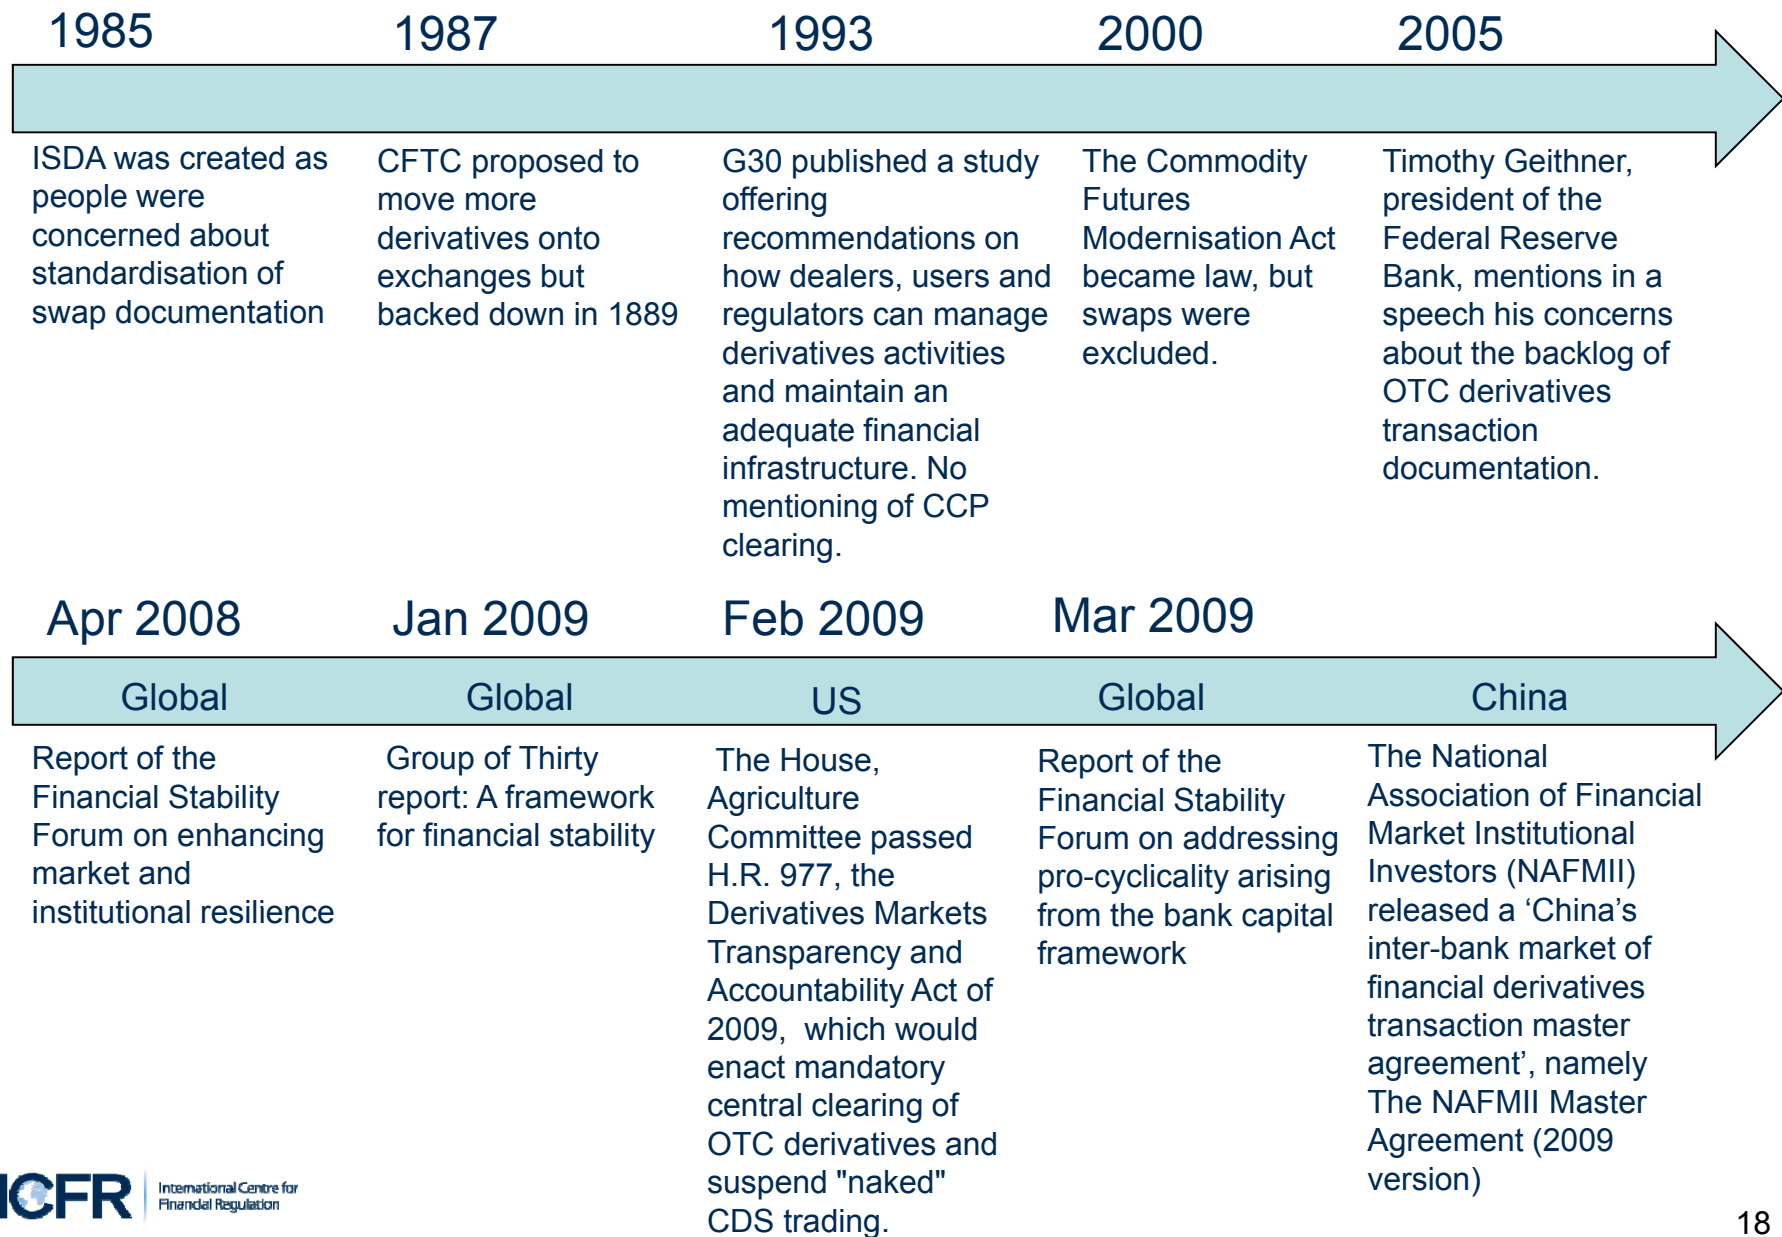 1985
1987
1993
2000
2005
ISDA was created as
people were
concerned about
standardisation of
swap documentation
CFTC proposed to
move more
derivatives onto
exchanges but
backed down in 1889
G30 published a study
offering
recommendations on
how dealers, users and
regulators can manage
derivatives activities
and maintain an
adequate financial
infrastructure. No
mentioning of CCP
clearing.
The Commodity
Futures
Modernisation Act
became law, but
swaps were
excluded.
Timothy Geithner,
president of the
Federal Reserve
Bank, mentions in a
speech his concerns
about the backlog of
OTC derivatives
transaction
documentation.
Apr 2008
Jan 2009
Feb 2009
Mar 2009
Global
Global
US
Global
China
Report of the
Financial Stability
Forum on enhancing
market and
institutional resilience
Group of Thirty
report: A framework
for financial stability
The House,
Agriculture
Committee passed
H.R. 977, the
Derivatives Markets
Transparency and
Accountability Act of
2009, which would
enact mandatory
central clearing of
OTC derivatives and
suspend "naked"
CDS trading.
Report of the
Financial Stability
Forum on addressing
pro-cyclicality arising
from the bank capital
framework
The National
Association of Financial
Market Institutional
Investors (NAFMII)
released a ‘China’s
inter-bank market of
financial derivatives
transaction master
agreement’, namely
The NAFMII Master
Agreement (2009
version)
ICFR
International Centre for
Financial Regulation
18